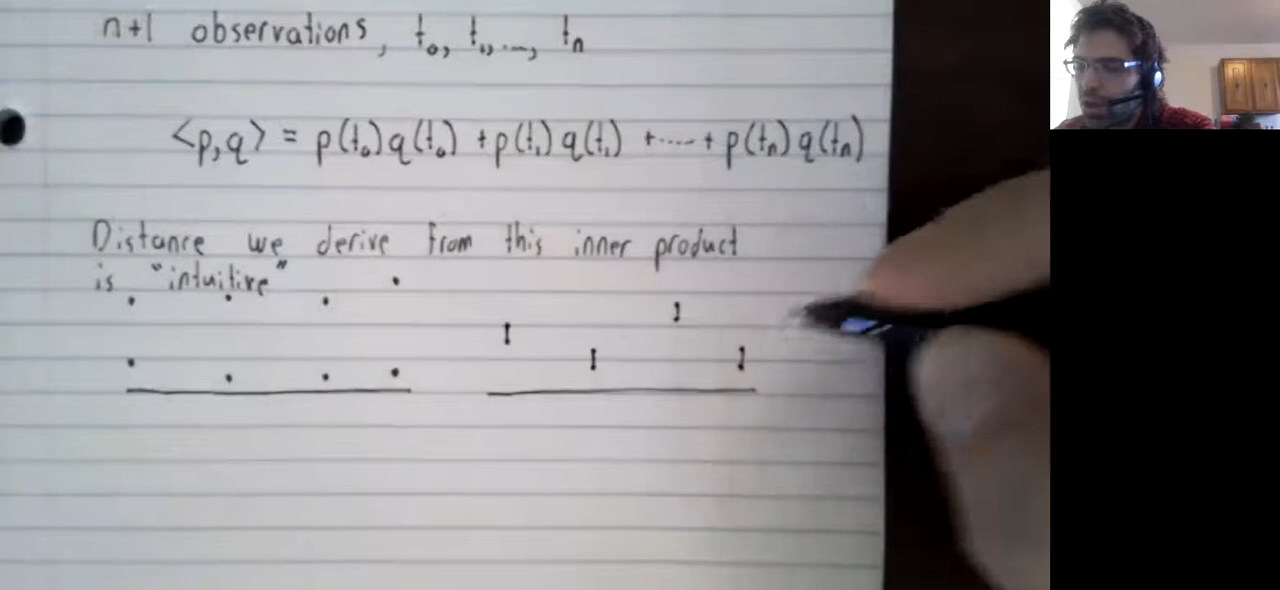 n+1 observations, t₀, t₁,..., tₙ
<p,q> = p(t₀)q(t₀) + p(t₁)q(t₁) +.....+ p(tₙ)q(tₙ)
Distance we derive from this inner product
is "intuitive"